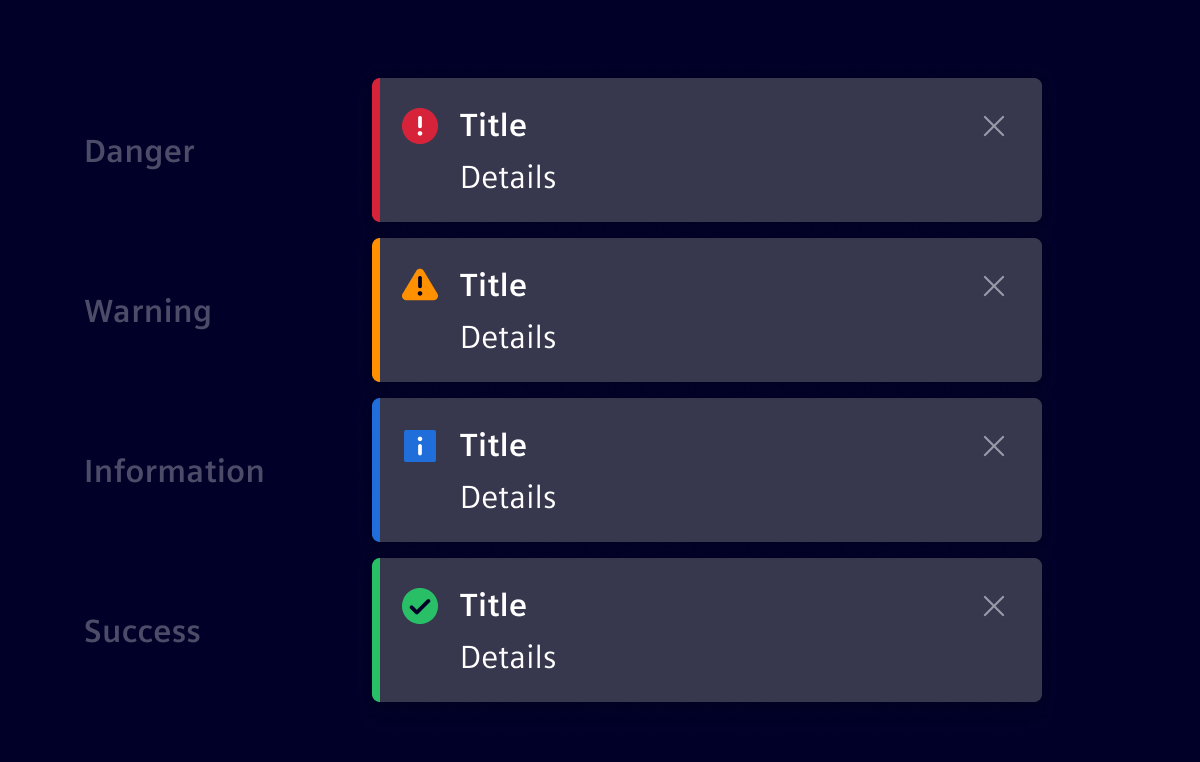 Danger
Title
Details
Warning
Title
Details
Information
Title
Details
Success
Title
Details